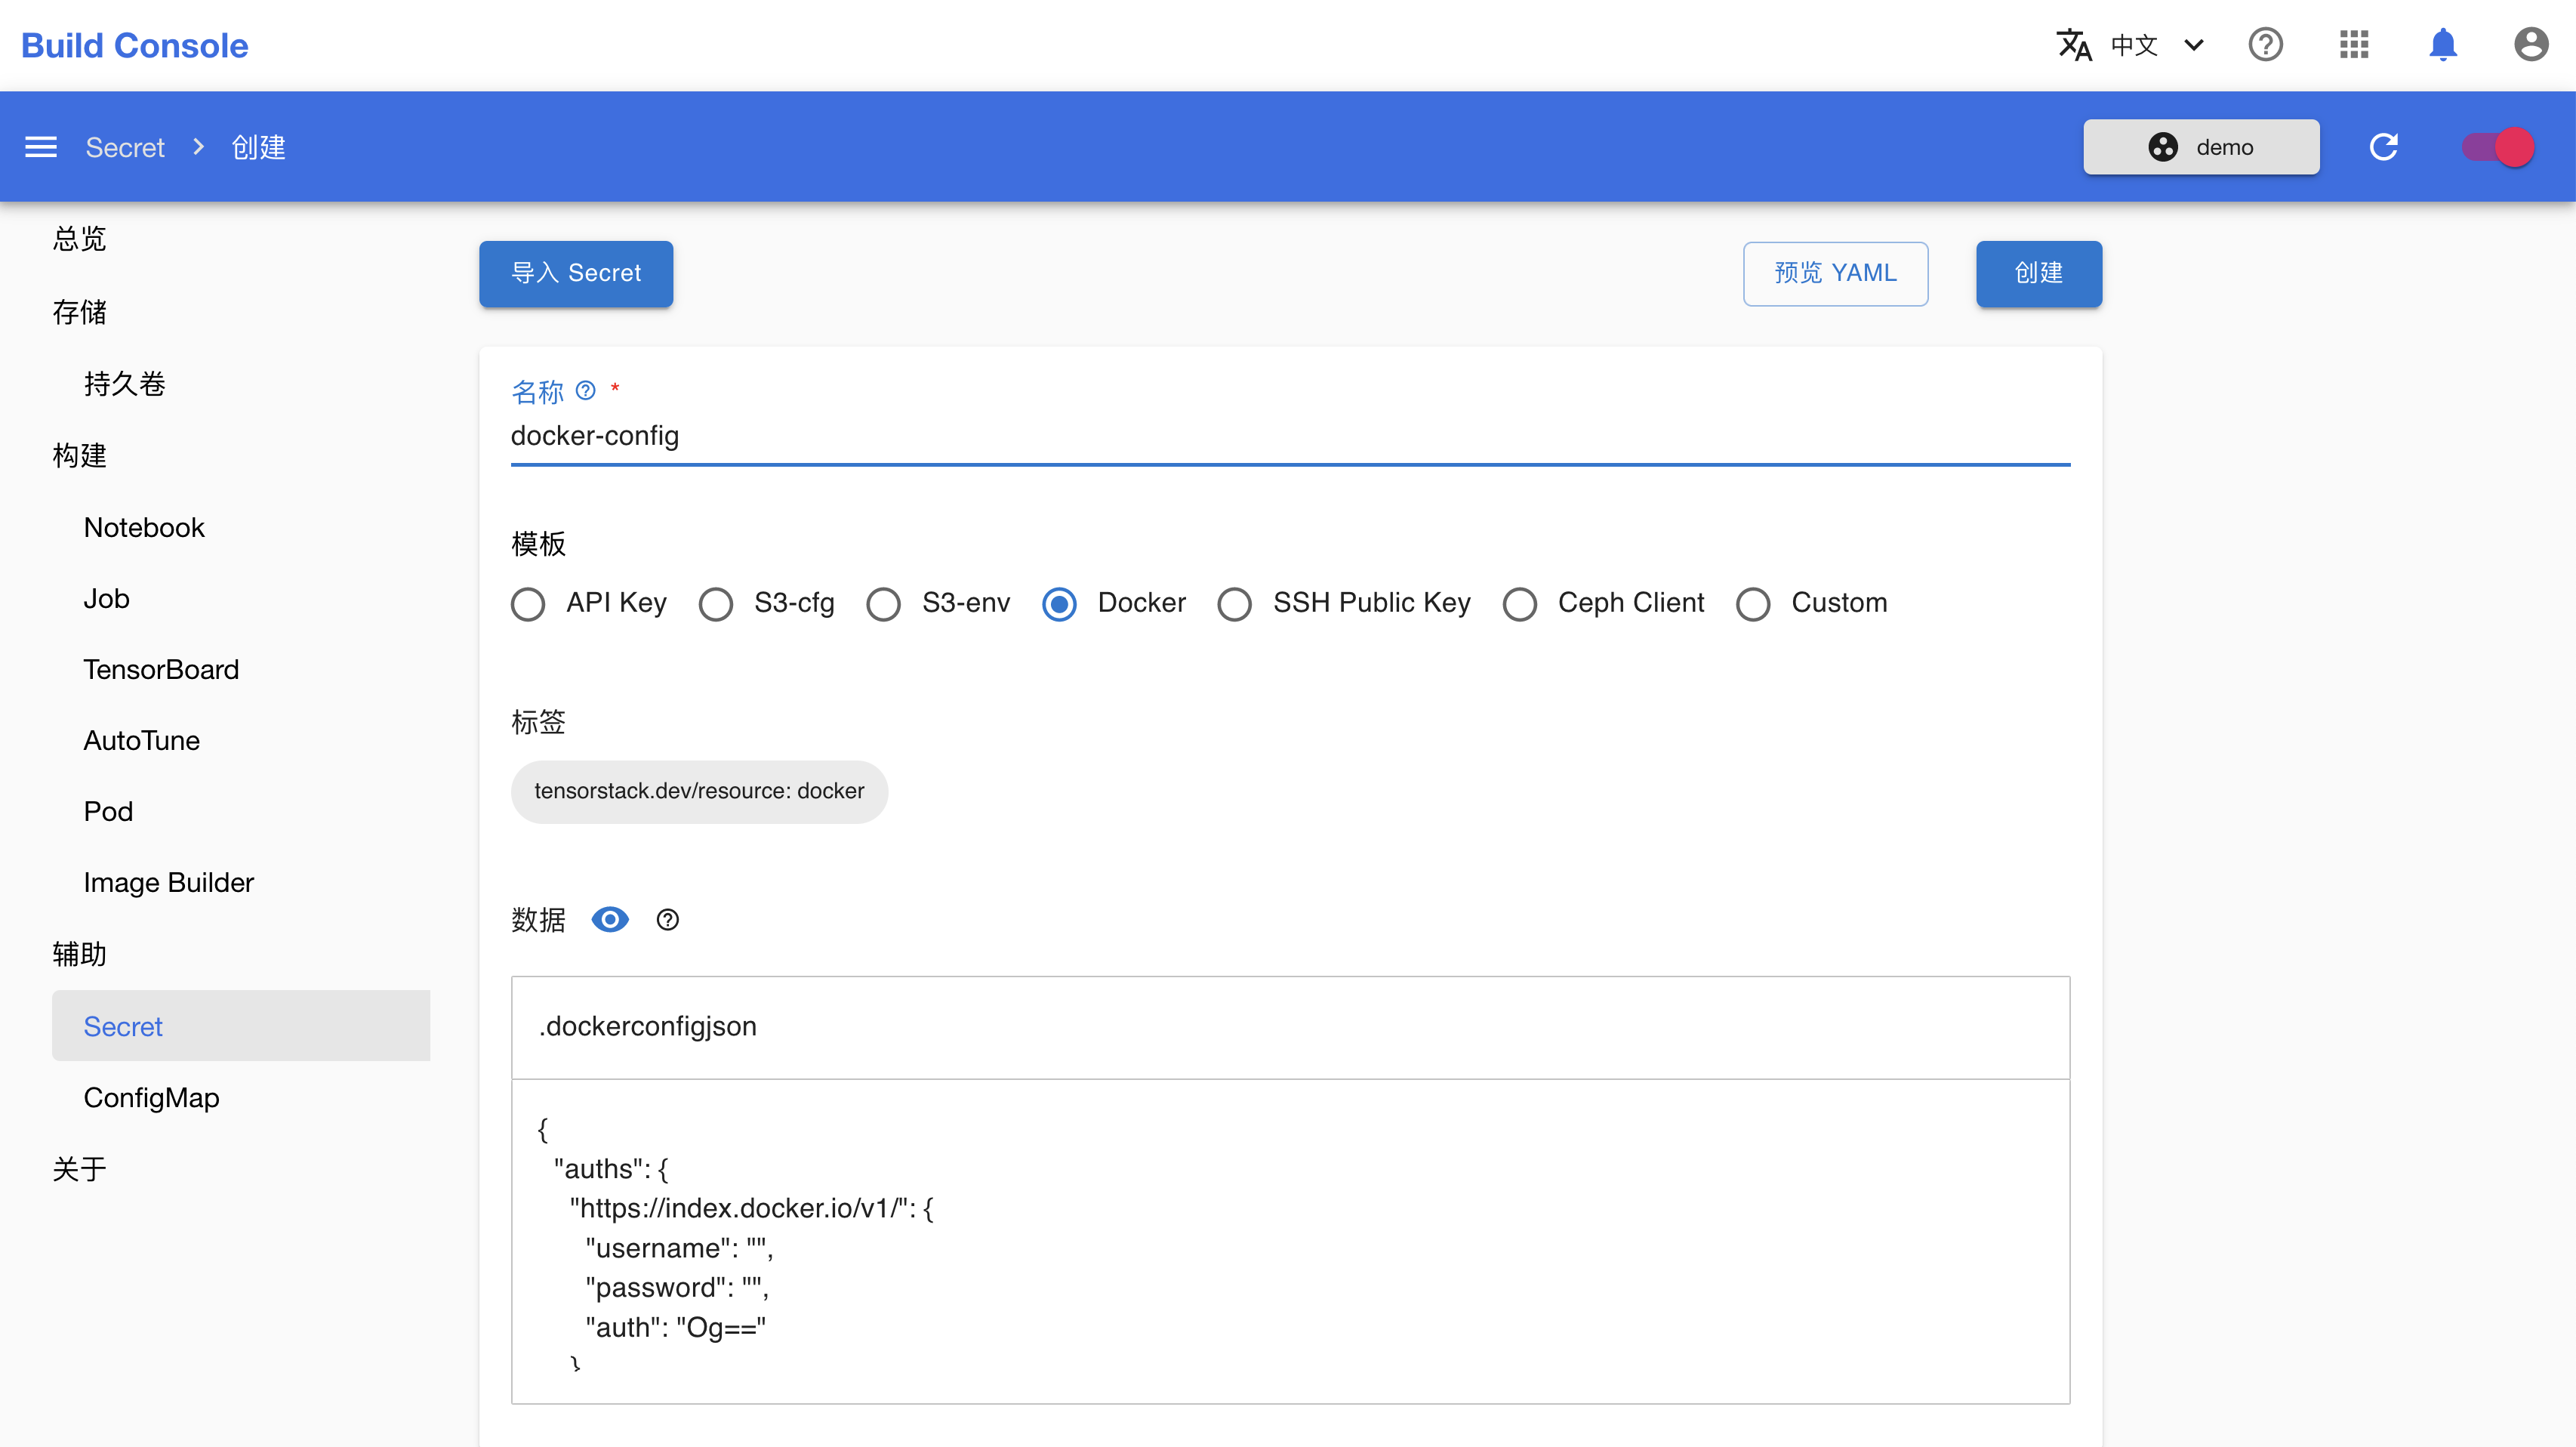 Build Console
中文
Secret
创建
demo
总览
存储
持久卷
构建
Notebook
Job
TensorBoard
AutoTune
Pod
Image Builder
辅助
Secret
ConfigMap
关于
导入 Secret
预览 YAML
创建
名称 *
docker-config
模板
API Key
S3-cfg
S3-env
Docker
SSH Public Key
Ceph Client
Custom
标签
tensorstack.dev/resource: docker
数据
.dockerconfigjson
{
"auths": {
"https://index.docker.io/v1/": {
"username": "",
"password": "",
"auth": "Og=="
}